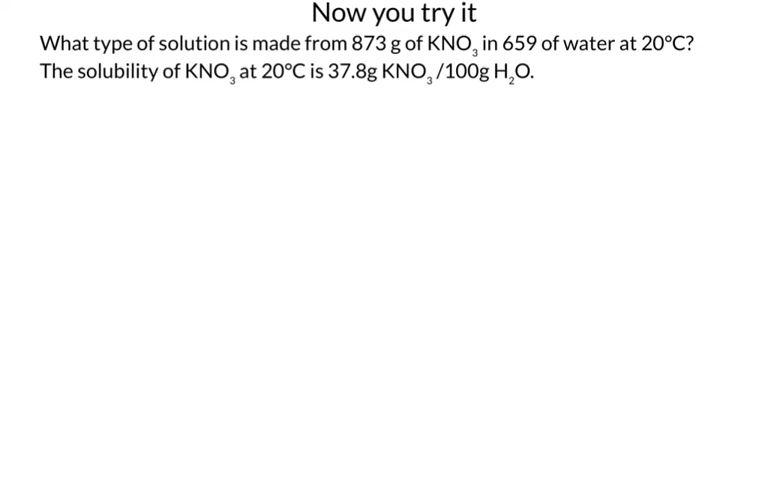 Now you try it
What type of solution is made from 873 g of KNO₃ in 659 of water at 20°C?
The solubility of KNO₃ at 20°C is 37.8g KNO₃ /100g H₂O.